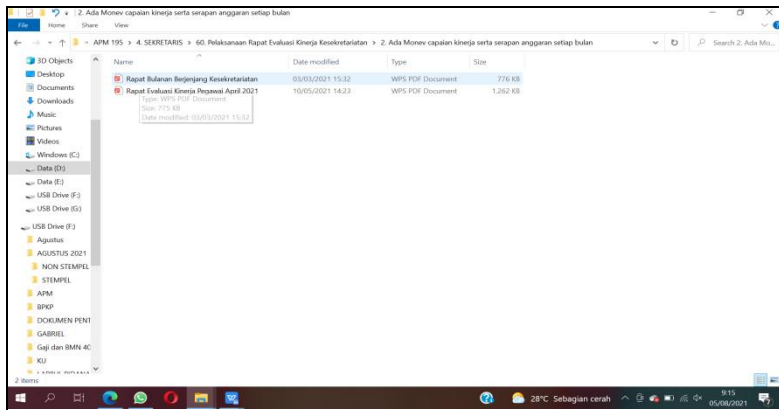 2. Ada Monev capaian kinerja serta serapan anggaran setiap bulan
File Home Share View
APM 195 > 4. SEKRETARIS > 60. Pelaksanaan Rapat Evaluasi Kinerja Kesekretariatan > 2. Ada Monev capaian kinerja serta serapan anggaran setiap bulan
Search 2. Ada Mo...
Name Date modified Type Size
Rapat Bulanan Berjenjang Kesekretariatan 03/03/2021 15:32 WPS PDF Document 776 KB
Rapat Evaluasi Kinerja Pegawai April 2021 10/05/2021 14:23 WPS PDF Document 1.262 KB
Type: WPS PDF Document
Size: 775 KB
Date modified: 03/03/2021 15:32
3D Objects
Desktop
Documents
Downloads
Music
Pictures
Videos
Windows (C:)
Data (D:)
Data (E:)
USB Drive (F:)
USB Drive (G:)
USB Drive (F:)
Agustus
AGUSTUS 2021
NON STEMPEL
STEMPEL
APM
BPKP
DOKUMEN PENT
GABRIEL
Gaji dan BMN 40
KU
2 items
28°C Sebagian cerah
9:15
05/08/2021